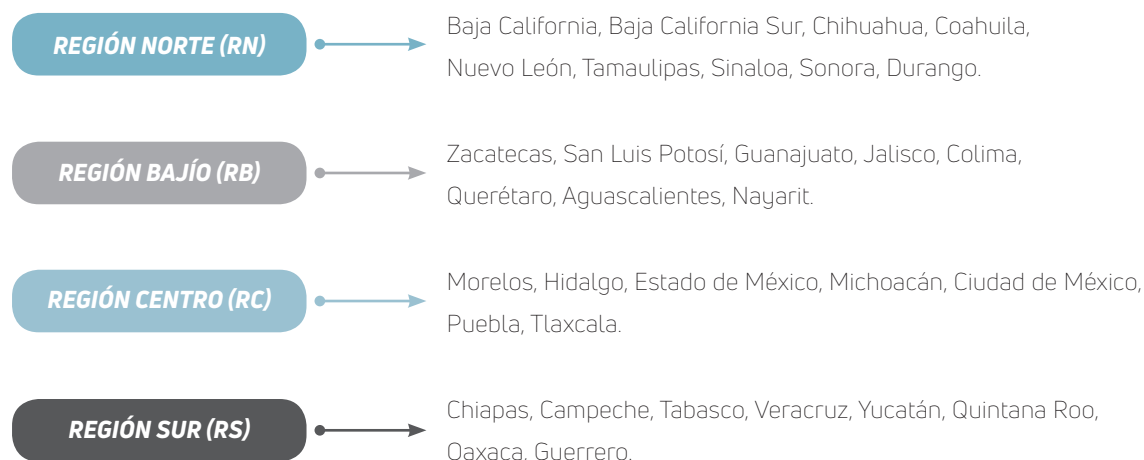 REGIÓN NORTE (RN)
Baja California, Baja California Sur, Chihuahua, Coahuila,
Nuevo León, Tamaulipas, Sinaloa, Sonora, Durango.
REGIÓN BAJÍO (RB)
Zacatecas, San Luis Potosí, Guanajuato, Jalisco, Colima,
Querétaro, Aguascalientes, Nayarit.
REGIÓN CENTRO (RC)
Morelos, Hidalgo, Estado de México, Michoacán, Ciudad de México,
Puebla, Tlaxcala.
REGIÓN SUR (RS)
Chiapas, Campeche, Tabasco, Veracruz, Yucatán, Quintana Roo,
Oaxaca, Guerrero.